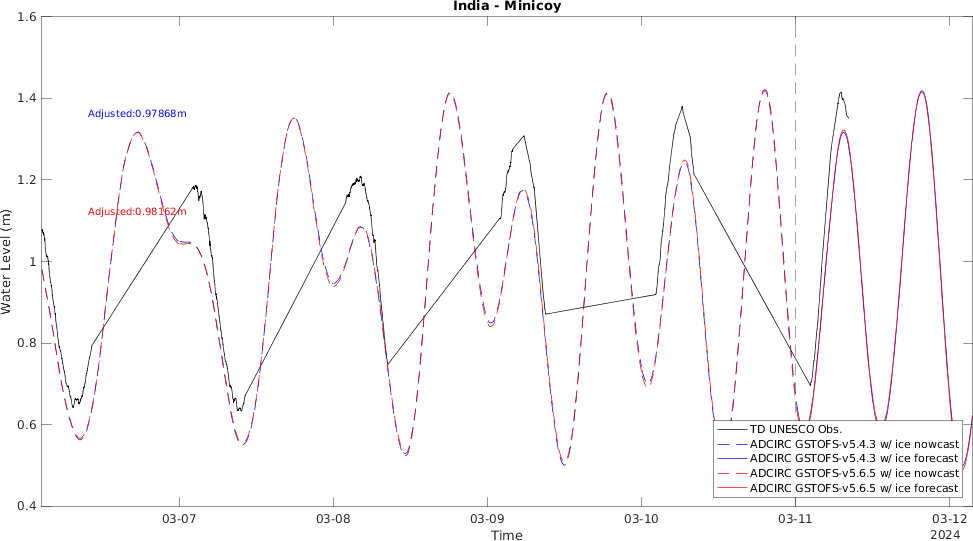 India - Minicoy
1.6
1.4
1.2
1
0.8
0.6
0.4
Water Level (m)
Adjusted:0.97868m
Adjusted:0.98162m
TD UNESCO Obs.
ADCIRC GSTOFS-v5.4.3 w/ ice nowcast
ADCIRC GSTOFS-v5.4.3 w/ ice forecast
ADCIRC GSTOFS-v5.6.5 w/ ice nowcast
ADCIRC GSTOFS-v5.6.5 w/ ice forecast
03-07
03-08
03-09
03-10
03-11
03-12
Time
2024